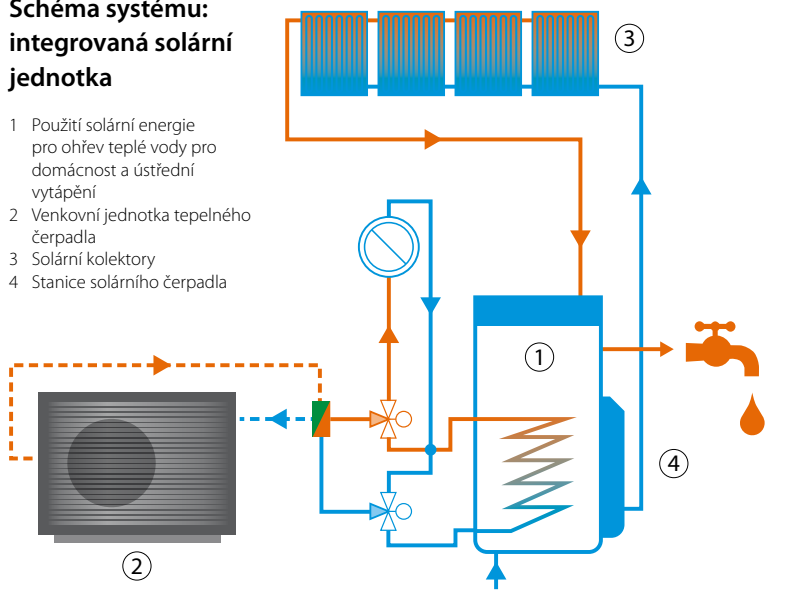 Schéma systému:
integrovaná solární
jednotka
1 Použití solární energie
pro ohřev teplé vody pro
domácnost a ústřední
vytápění
2 Venkovní jednotka tepelného
čerpadla
3 Solární kolektory
4 Stanice solárního čerpadla
3
1
4
2